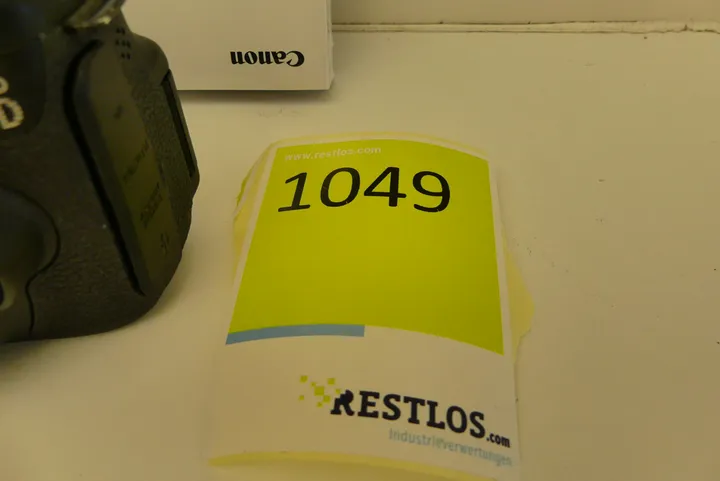 Canon
D
www.restlos.com
1049
RESTLOS.com
Industrieverwertungen